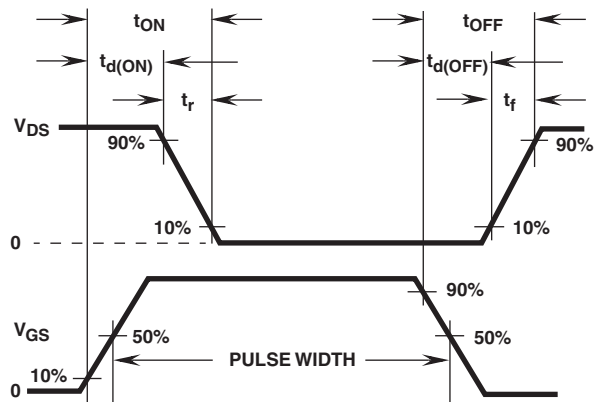 tON
tOFF
td(ON)
td(OFF)
tr
tf
VDS
90%
90%
10%
10%
0
90%
VGS
50%
50%
PULSE WIDTH
10%
0